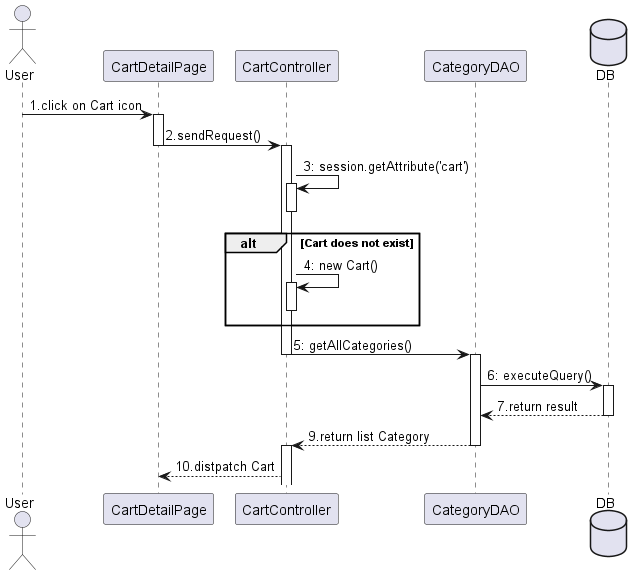 User
CartDetailPage
CartController
CategoryDAO
DB
1.click on Cart icon
2.sendRequest()
3: session.getAttribute('cart')
alt
[Cart does not exist]
4: new Cart()
5: getAllCategories()
6: executeQuery()
7.return result
9.return list Category
10.distpatch Cart
User
CartDetailPage
CartController
CategoryDAO
DB